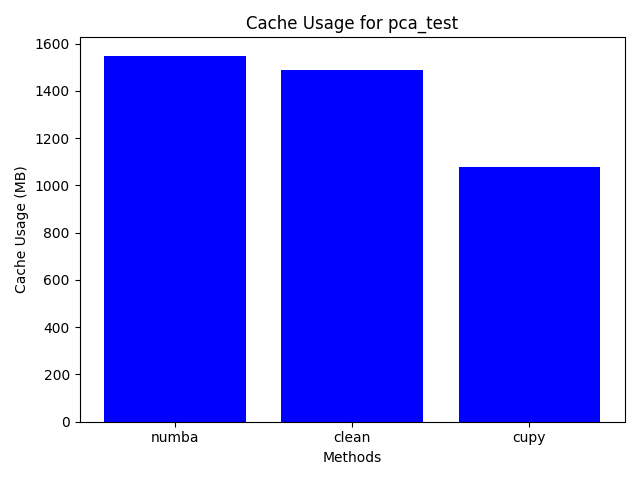 Cache Usage for pca_test
1600
1400
1200
1000
800
600
400
200
0
Cache Usage (MB)
numba clean cupy
Methods